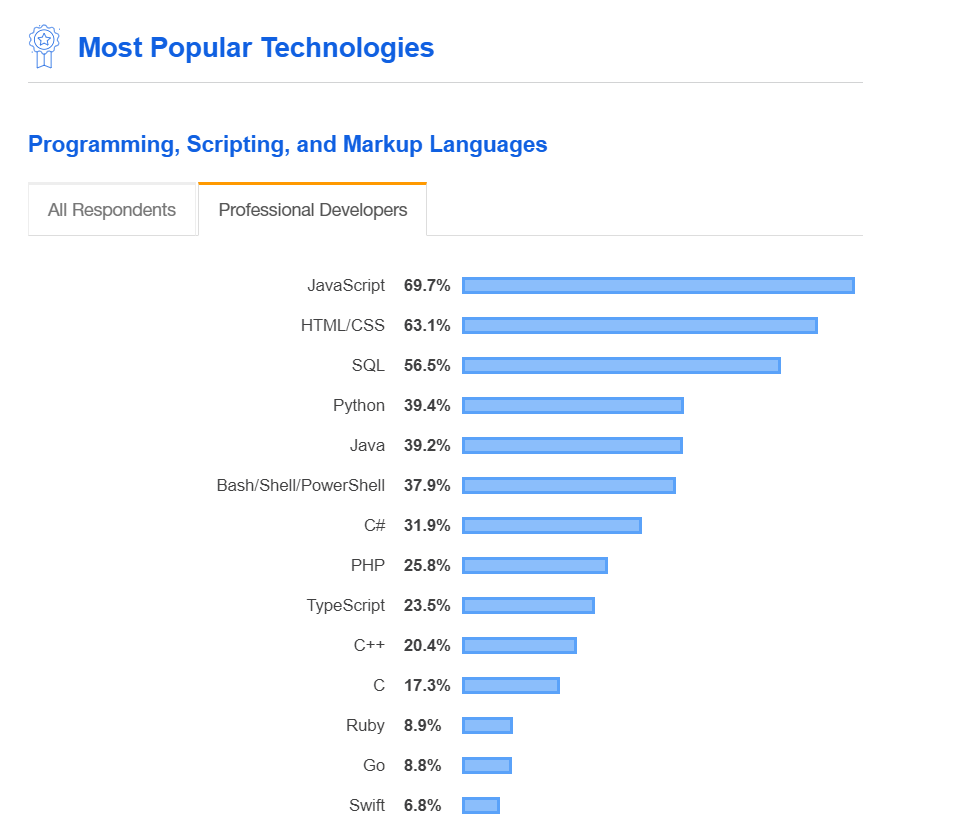 Most Popular Technologies
Programming, Scripting, and Markup Languages
All Respondents Professional Developers
JavaScript 69.7%
HTML/CSS 63.1%
SQL 56.5%
Python 39.4%
Java 39.2%
Bash/Shell/PowerShell 37.9%
C# 31.9%
PHP 25.8%
TypeScript 23.5%
C++ 20.4%
C 17.3%
Ruby 8.9%
Go 8.8%
Swift 6.8%